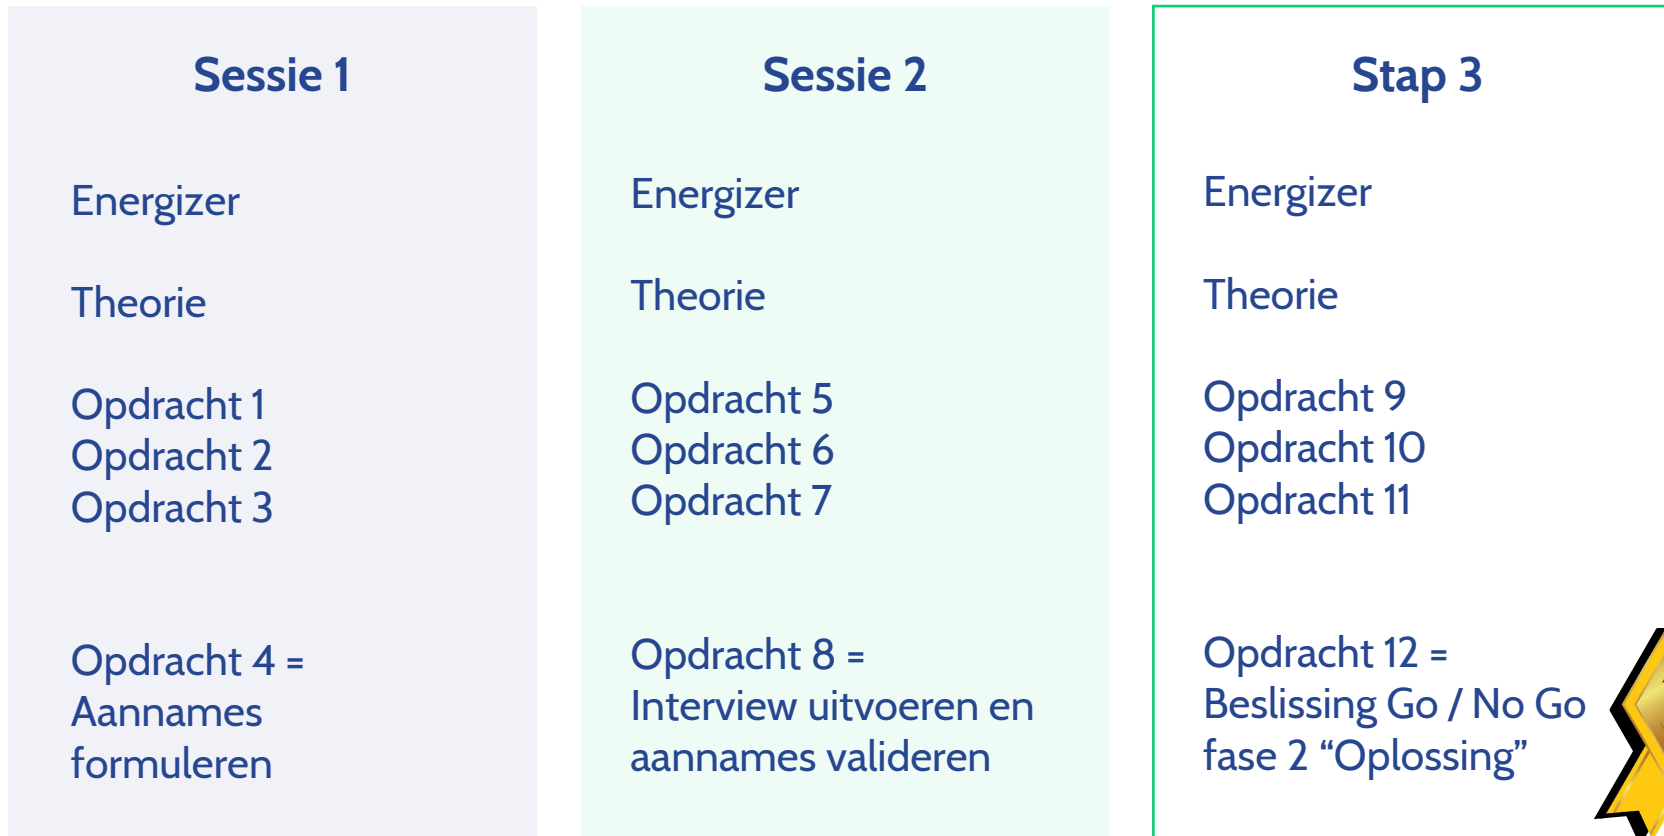 Sessie 1
Energizer
Theorie
Opdracht 1
Opdracht 2
Opdracht 3
Opdracht 4 =
Aannames
formuleren
Sessie 2
Energizer
Theorie
Opdracht 5
Opdracht 6
Opdracht 7
Opdracht 8 =
Interview uitvoeren en
aannames valideren
Stap 3
Energizer
Theorie
Opdracht 9
Opdracht 10
Opdracht 11
Opdracht 12 =
Beslissing Go / No Go
fase 2 “Oplossing”